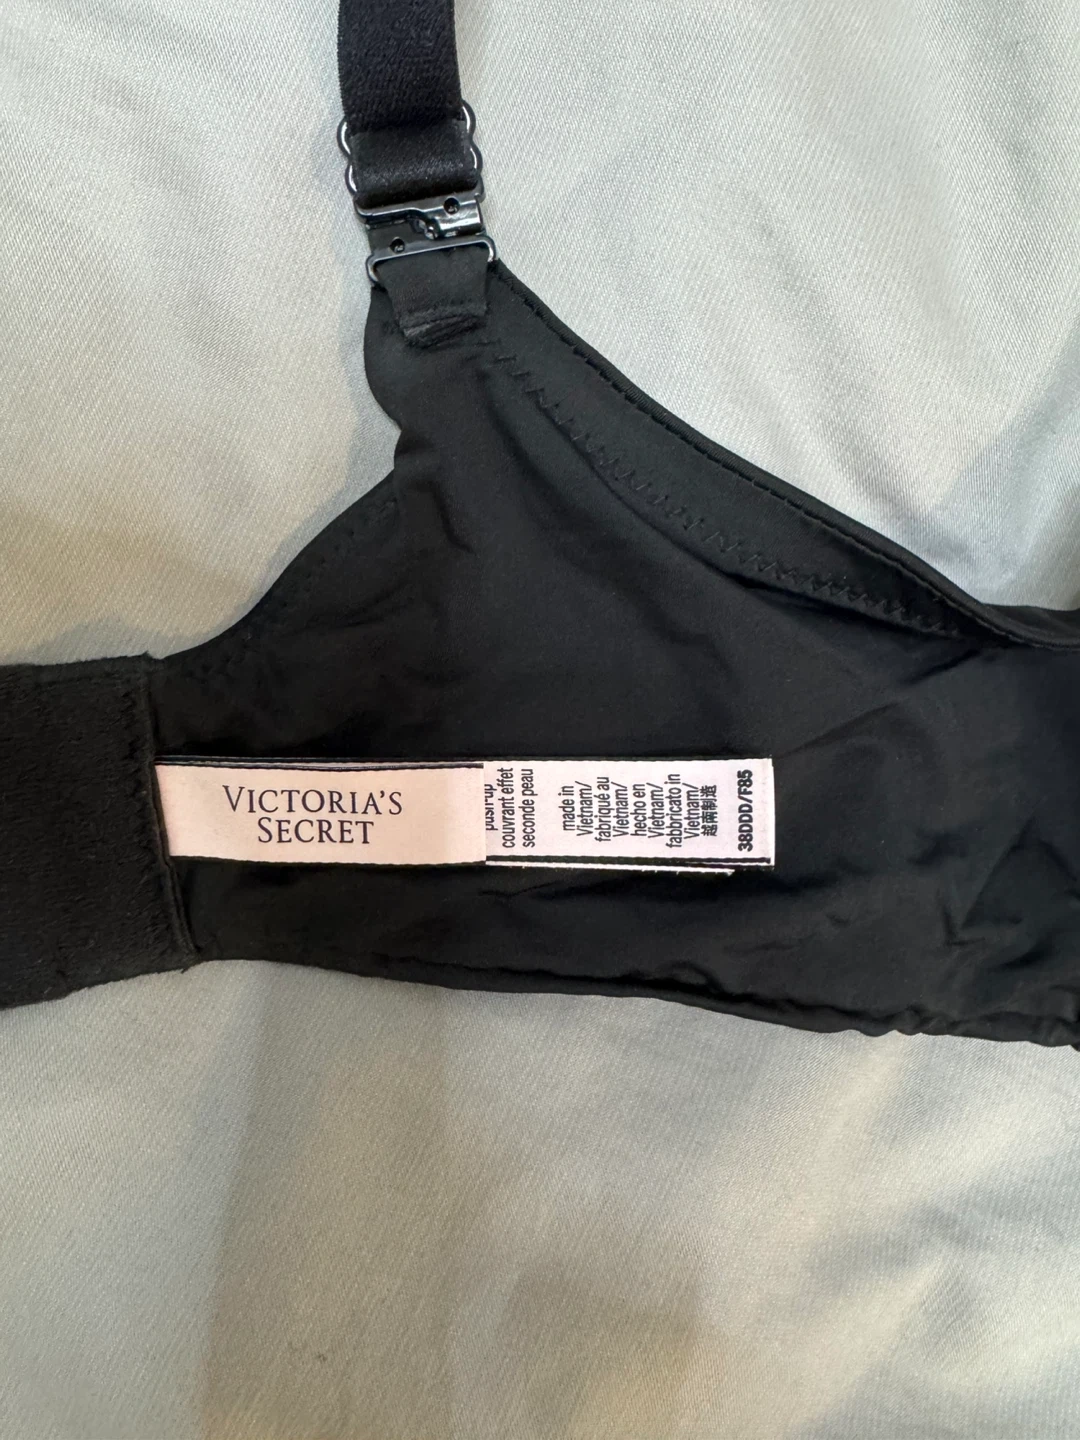 VICTORIA'S
SECRET
push-up
couvrant effet
seconde peau
made in
Vietnam/
fabriqué au
Vietnam/
hecho en
Vietnam/
fabbricato in
Vietnam/
越南制造
38DDD/F85